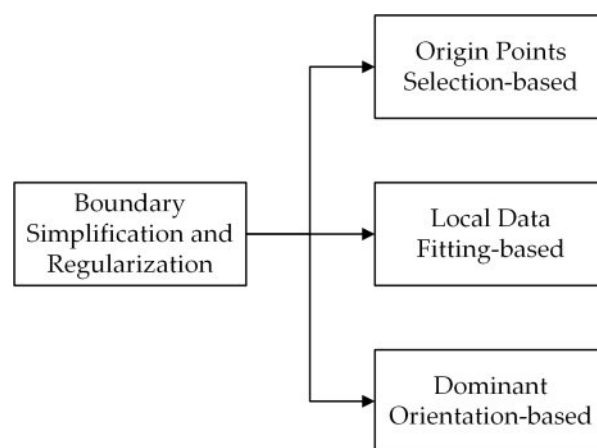 Origin Points
Selection-based
Boundary
Simplification and
Regularization
Local Data
Fitting-based
Dominant
Orientation-based